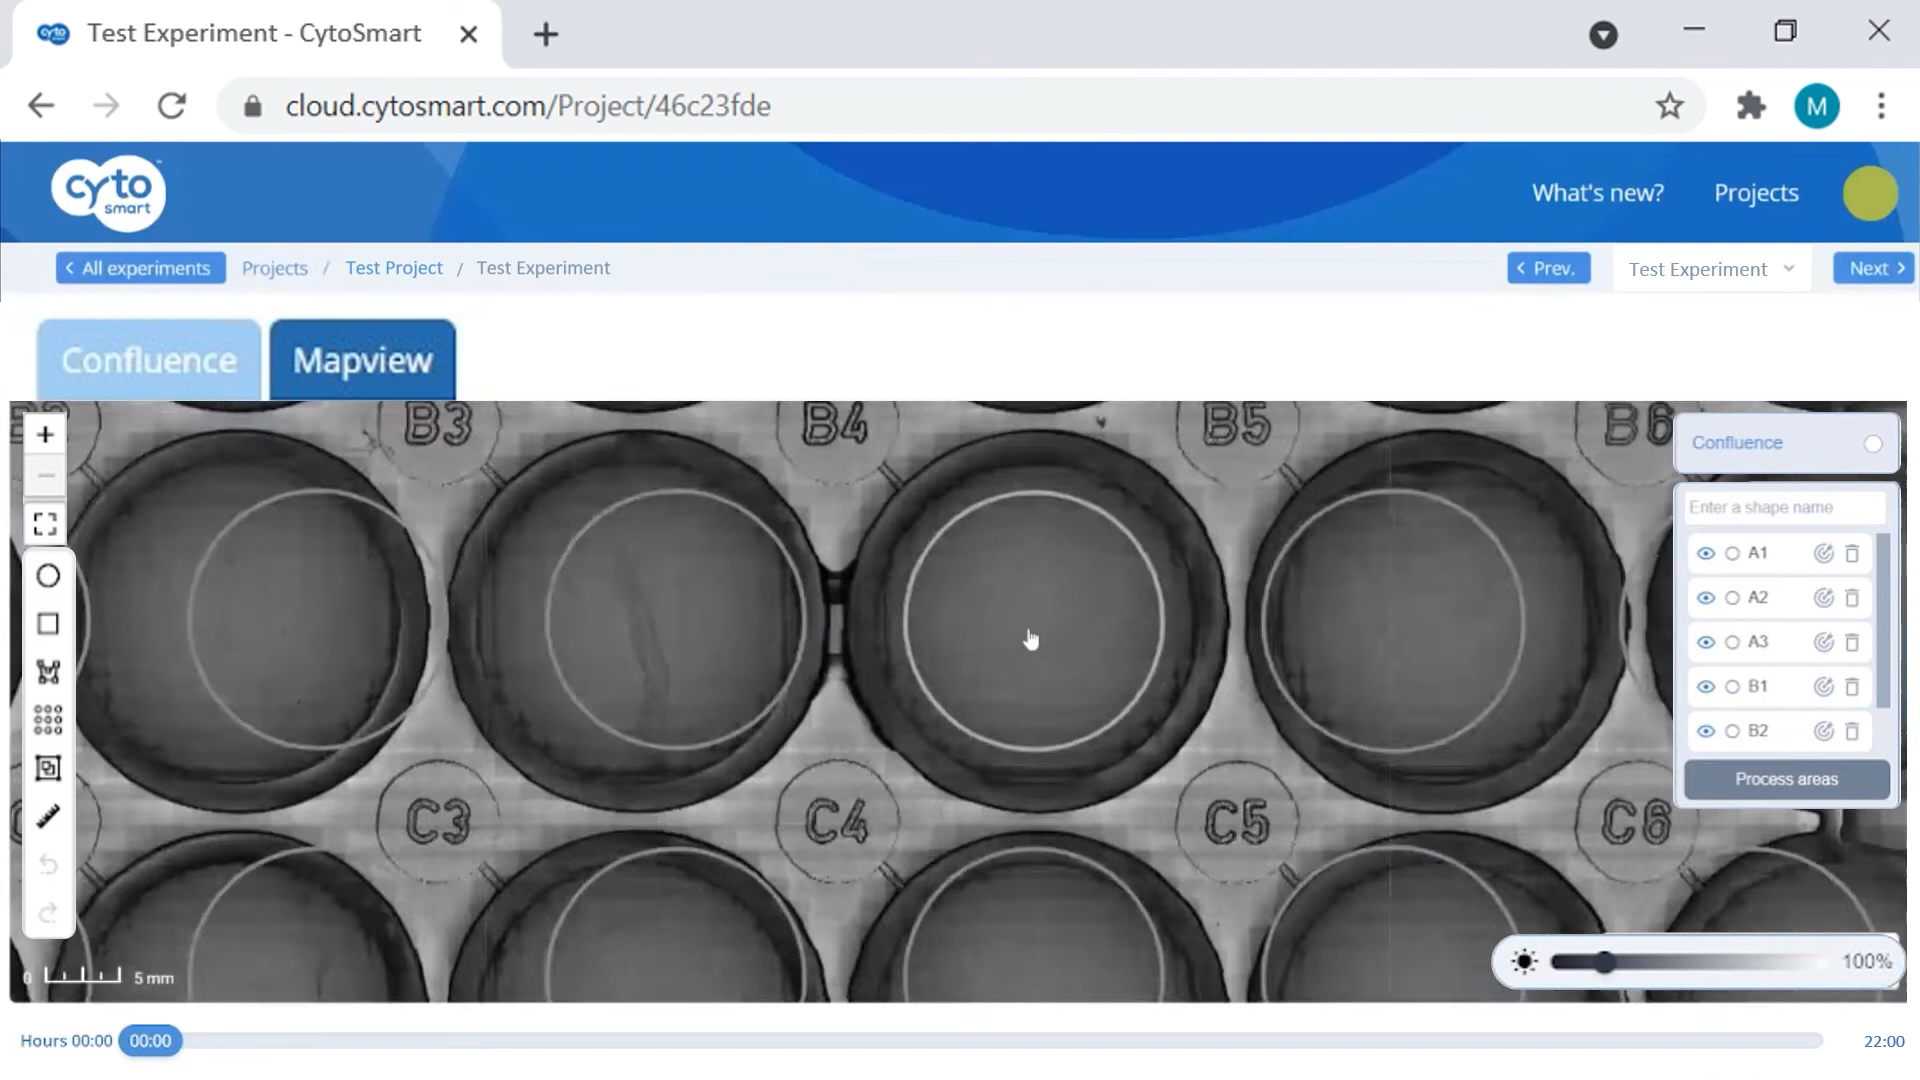 Test Experiment - CytoSmart
cloud.cytosmart.com/Project/46c23fde
M
cyto smart
What's new?
Projects
All experiments
Projects / Test Project / Test Experiment
Prev.
Test Experiment
Next
Confluence
Mapview
B3
B4
B5
B6
Confluence
Enter a shape name
A1
A2
A3
B1
B2
Process areas
C3
C4
C5
C6
0
5 mm
100%
Hours 00:00
00:00
22:00